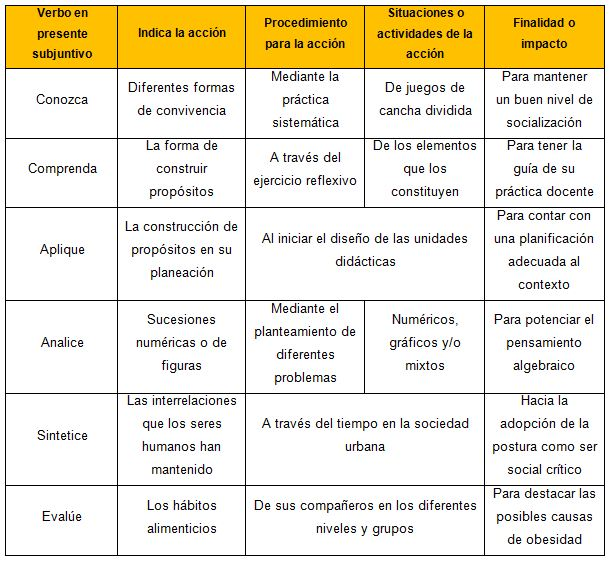 Verbo en
presente
subjuntivo
Indica la acción
Procedimiento
para la acción
Situaciones o
actividades de la
acción
Finalidad o
impacto
Conozca
Diferentes formas
de convivencia
Mediante la
práctica
sistemática
De juegos de
cancha dividida
Para mantener
un buen nivel de
socialización
Comprenda
La forma de
construir
propósitos
A través del
ejercicio reflexivo
De los elementos
que los
constituyen
Para tener la
guía de su
práctica docente
Aplique
La construcción de
propósitos en su
planeación
Al iniciar el diseño de las unidades
didácticas
Para contar con
una planificación
adecuada al
contexto
Analice
Sucesiones
numéricas o de
figuras
Mediante el
planteamiento de
diferentes
problemas
Numéricos,
gráficos y/o
mixtos
Para potenciar el
pensamiento
algebraico
Sintetice
Las interrelaciones
que los seres
humanos han
mantenido
A través del tiempo en la sociedad
urbana
Hacia la
adopción de la
postura como ser
social crítico
Evalúe
Los hábitos
alimenticios
De sus compañeros en los diferentes
niveles y grupos
Para destacar las
posibles causas
de obesidad